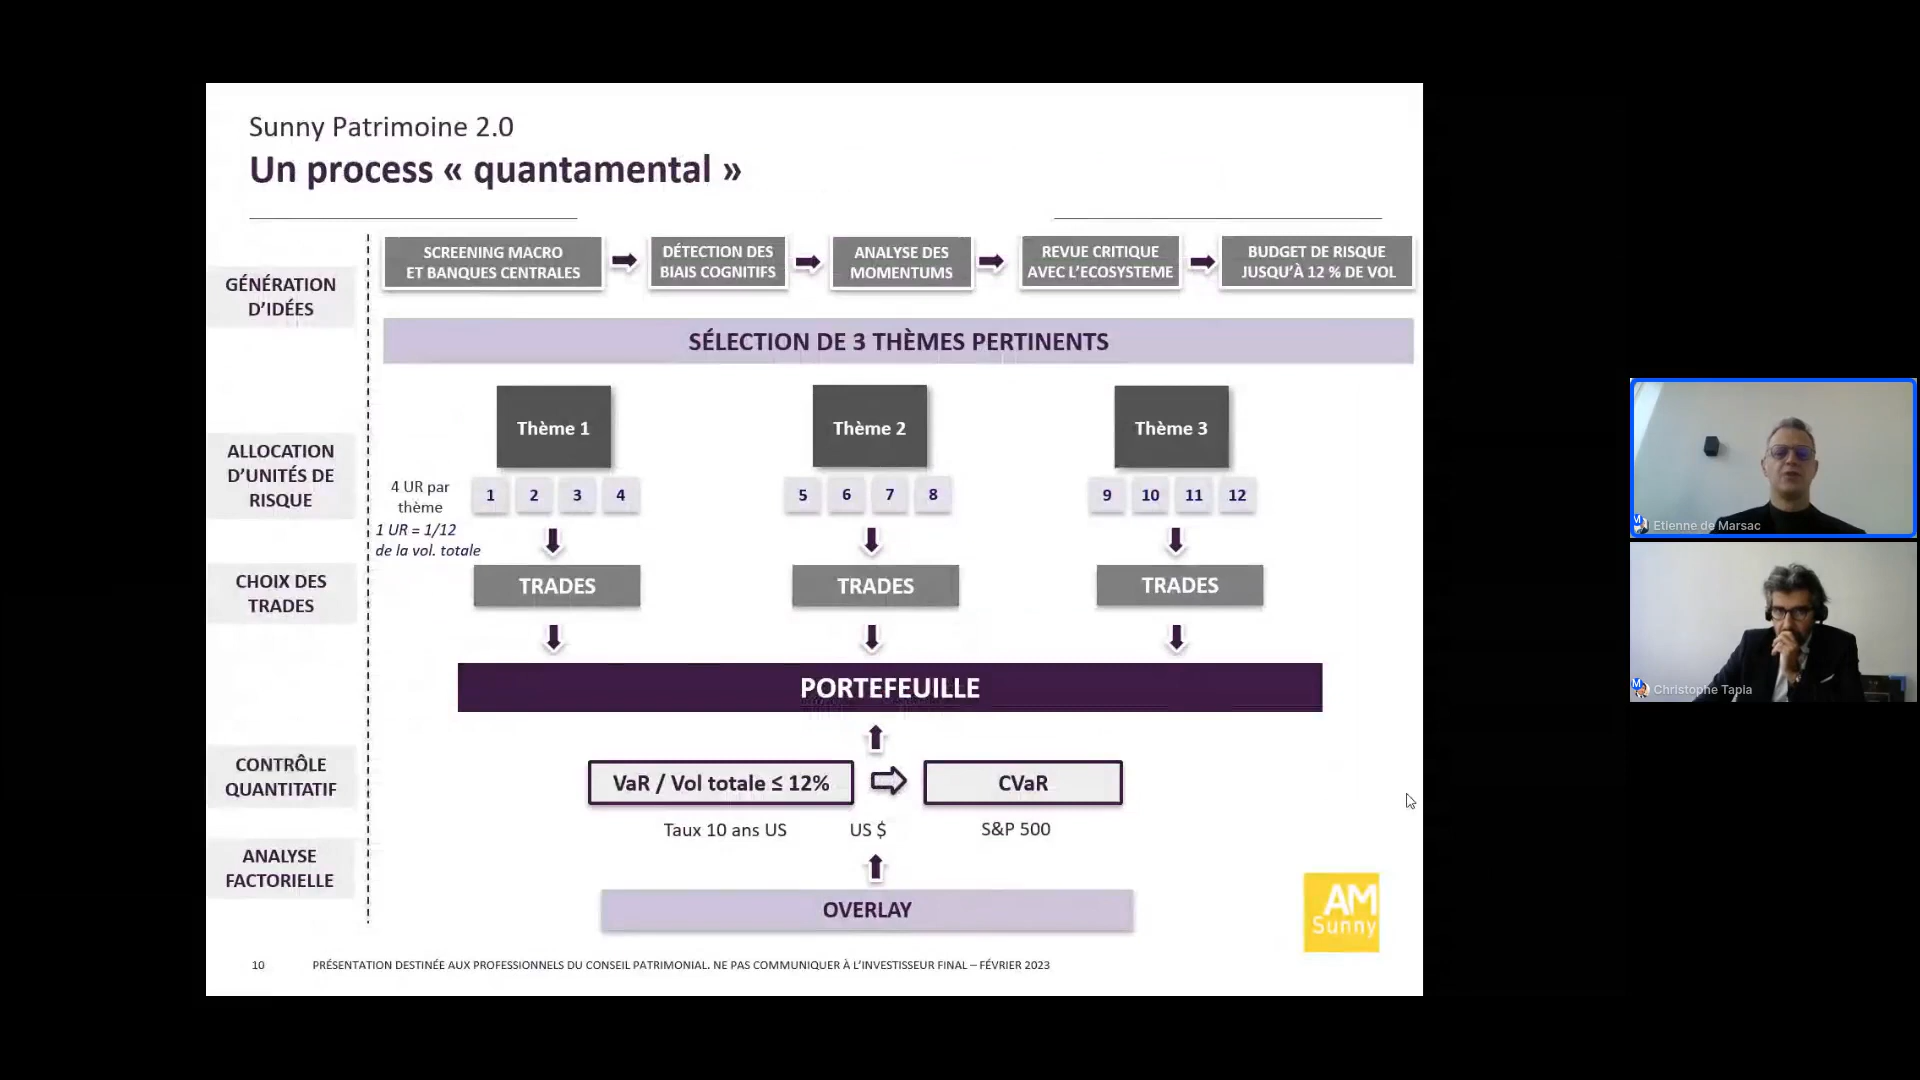 Sunny Patrimoine 2.0
Un process « quantamental »
GÉNÉRATION
D'IDÉES
SCREENING MACRO
ET BANQUES CENTRALES
DÉTECTION DES
BIAIS COGNITIFS
ANALYSE DES
MOMENTUMS
REVUE CRITIQUE
AVEC L'ECOSYSTEME
BUDGET DE RISQUE
JUSQU'À 12 % DE VOL
SÉLECTION DE 3 THÈMES PERTINENTS
ALLOCATION
D'UNITÉS DE
RISQUE
Thème 1
Thème 2
Thème 3
4 UR par
thème
1 UR = 1/12
de la vol. totale
1 2 3 4
5 6 7 8
9 10 11 12
CHOIX DES
TRADES
TRADES
TRADES
TRADES
PORTEFEUILLE
CONTRÔLE
QUANTITATIF
VaR / Vol totale ≤ 12%
CVaR
Taux 10 ans US
US $
S&P 500
ANALYSE
FACTORIELLE
OVERLAY
AM
Sunny
10
PRÉSENTATION DESTINÉE AUX PROFESSIONNELS DU CONSEIL PATRIMONIAL. NE PAS COMMUNIQUER À L'INVESTISSEUR FINAL – FÉVRIER 2023
Etienne de Marsac
Christophe Tapia